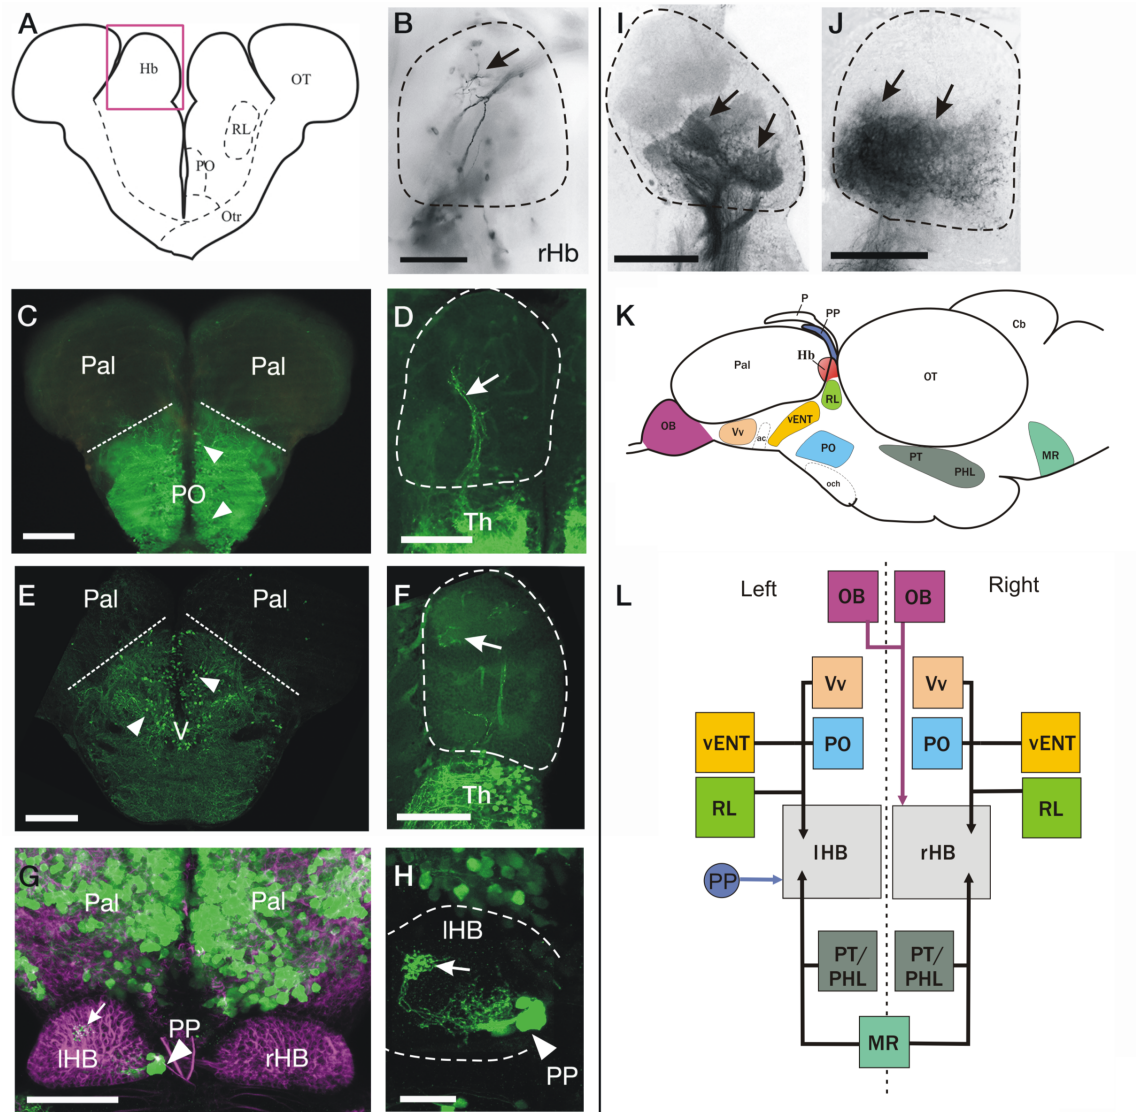 A
Hb
OT
RL
PO
Otr
B
rHb
I
J
C
Pal
Pal
PO
D
Th
K
P
PP
Hb
Cb
Pal
OT
RL
vENT
OB
Vv
ac
PO
PT
PHL
MR
och
E
Pal
Pal
V
F
Th
L
Left
Right
OB
OB
Vv
Vv
vENT
PO
PO
vENT
RL
RL
lHB
rHB
PP
PT/
PHL
PT/
PHL
MR
G
Pal
Pal
PP
lHB
rHB
H
lHB
PP